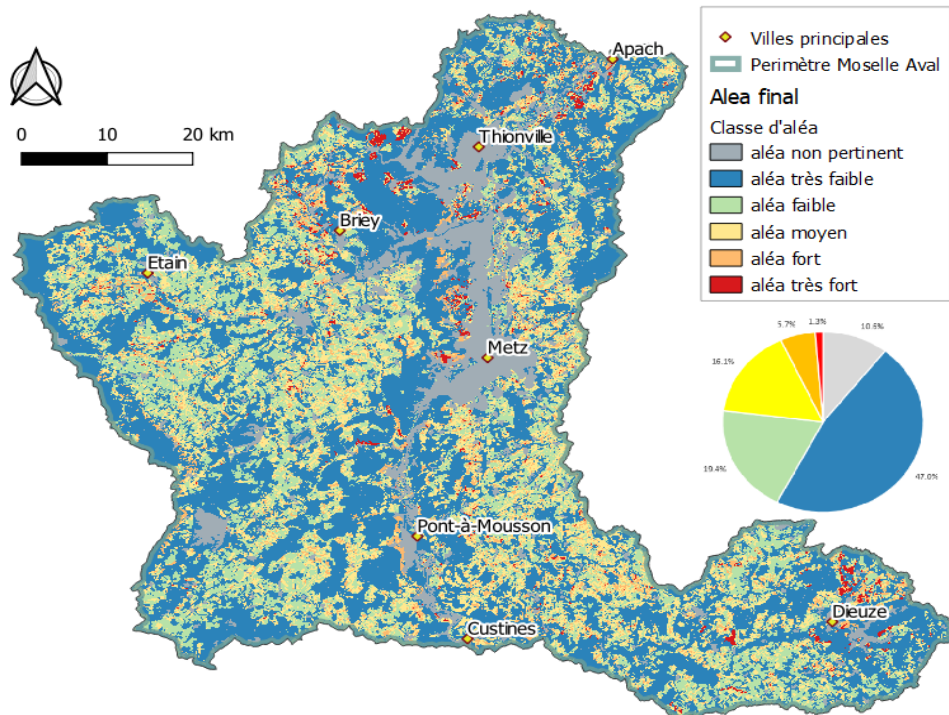 Villes principales
Perimètre Moselle Aval
Alea final
Classe d'aléa
aléa non pertinent
aléa très faible
aléa faible
aléa moyen
aléa fort
aléa très fort
0 10 20 km
Apach
Thionville
Briey
Etain
Metz
Pont-à-Mousson
Custines
Dieuze
5.7%
1.3%
10.6%
16.1%
19.4%
47.0%